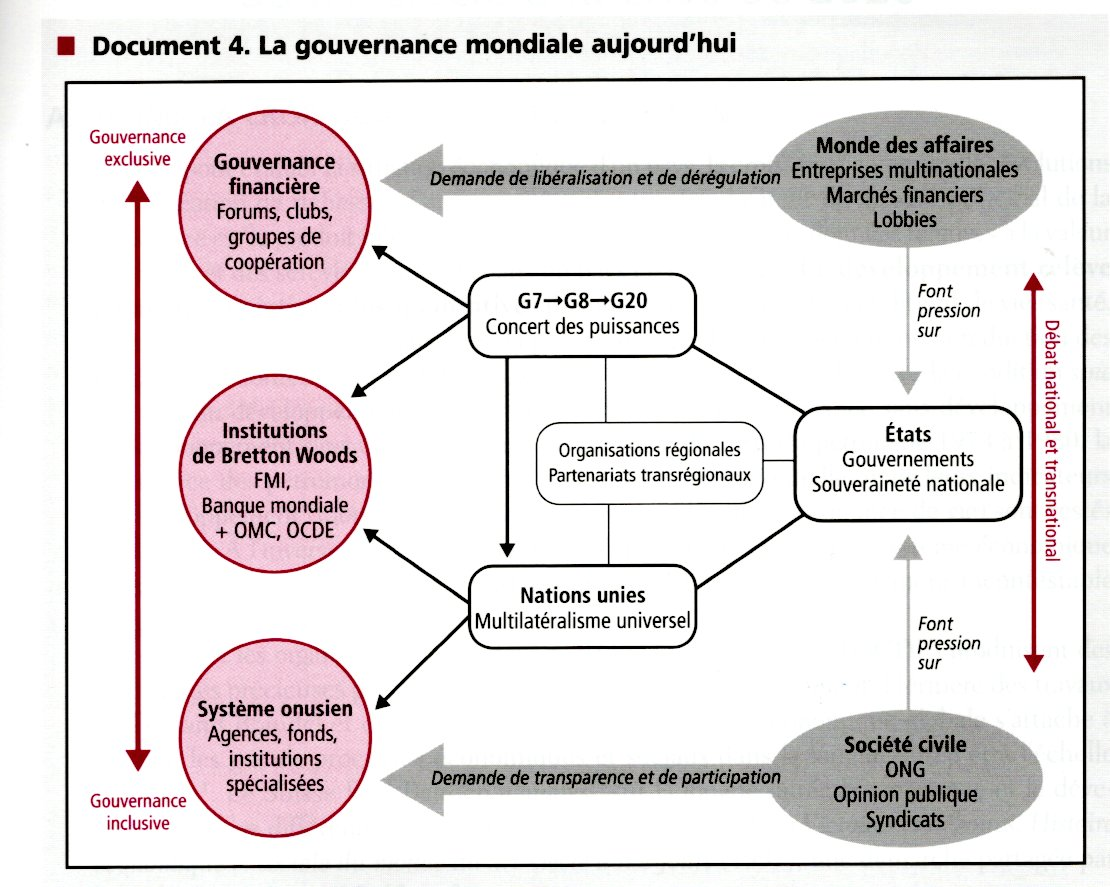 Document 4. La gouvernance mondiale aujourd’hui
Gouvernance
exclusive
Gouvernance
financière
Forums, clubs,
groupes de
coopération
Demande de libéralisation et de dérégulation
Monde des affaires
Entreprises multinationales
Marchés financiers
Lobbies
G7→G8→G20
Concert des puissances
Font
pression
sur
Débat national et transnational
Institutions
de Bretton Woods
FMI,
Banque mondiale
+ OMC, OCDE
Organisations régionales
Partenariats transrégionaux
États
Gouvernements
Souveraineté nationale
Nations unies
Multilatéralisme universel
Font
pression
sur
Système onusien
Agences, fonds,
institutions
spécialisées
Gouvernance
inclusive
Demande de transparence et de participation
Société civile
ONG
Opinion publique
Syndicats